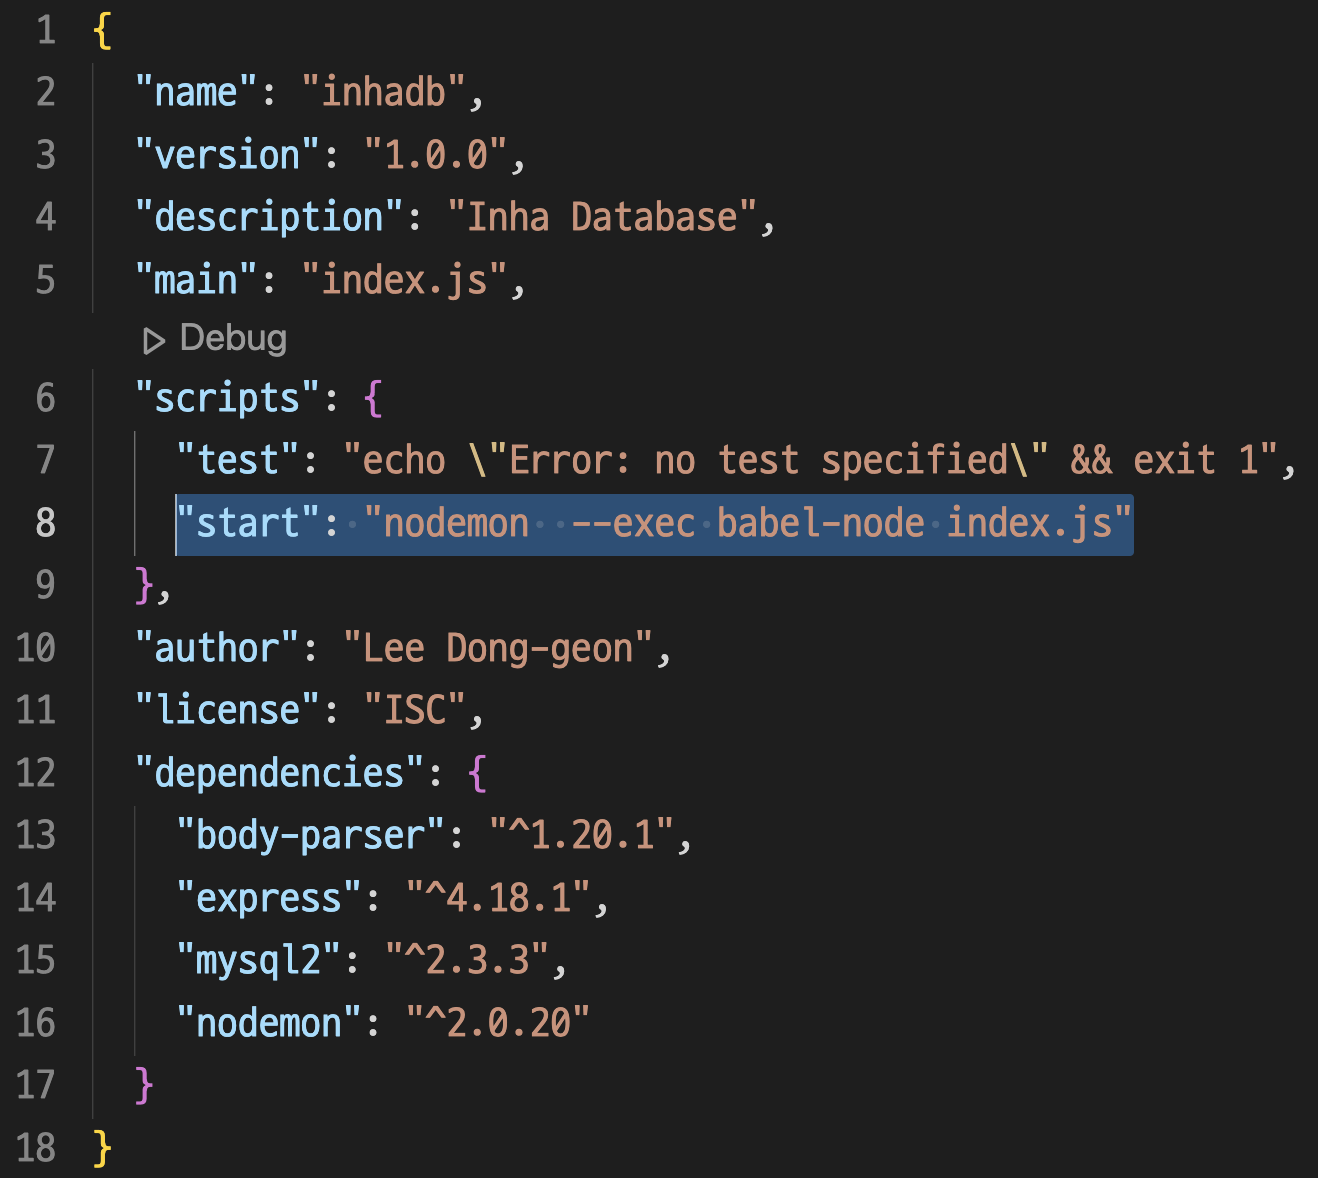 1 {
2 "name": "inhadb",
3 "version": "1.0.0",
4 "description": "Inha Database",
5 "main": "index.js",
Debug
6 "scripts": {
7 "test": "echo \"Error: no test specified\" && exit 1",
8 "start": "nodemon  --exec babel-node index.js"
9 },
10 "author": "Lee Dong-geon",
11 "license": "ISC",
12 "dependencies": {
13 "body-parser": "^1.20.1",
14 "express": "^4.18.1",
15 "mysql2": "^2.3.3",
16 "nodemon": "^2.0.20"
17 }
18 }